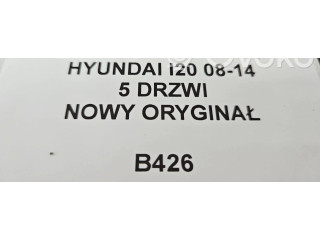 HYUNDAI I20 08-14
5 DRZWI
NOWY ORYGINAŁ
B426